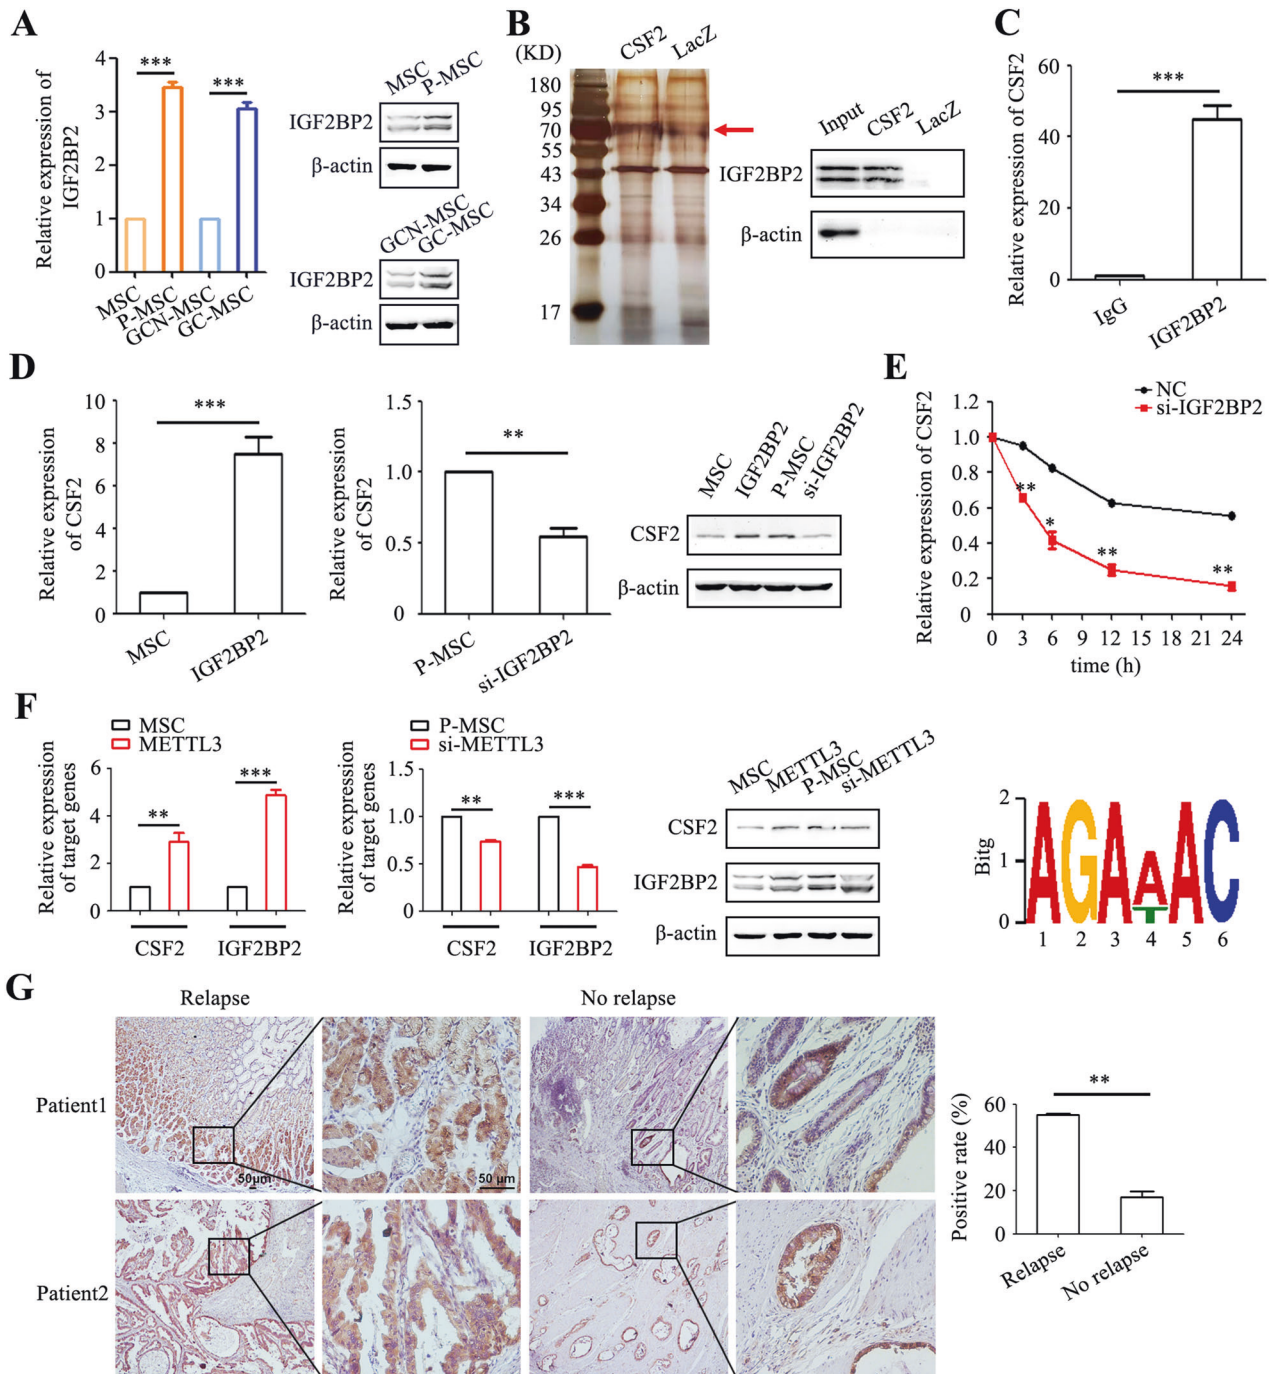 A
Relative expression of
IGF2BP2
4
3
2
1
0
***
***
MSC
P-MSC
GCN-MSC
GC-MSC
MSC
P-MSC
IGF2BP2
β-actin
GCN-MSC
GC-MSC
IGF2BP2
β-actin
B
(KD)
CSF2
LacZ
180
95
70
55
43
34
26
17
Input
CSF2
LacZ
IGF2BP2
β-actin
C
Relative expression of CSF2
60
40
20
0
***
IgG
IGF2BP2
D
Relative expression
of CSF2
10
8
6
4
2
0
***
MSC
IGF2BP2
Relative expression
of CSF2
1.5
1.0
0.5
0
**
P-MSC
si-IGF2BP2
MSC
IGF2BP2
P-MSC
si-IGF2BP2
CSF2
β-actin
E
Relative expression of CSF2
NC
si-IGF2BP2
1.2
1.0
0.8
0.6
0.4
0.2
0
**
*
**
**
0 3 6 9 12 15 18 21 24
time (h)
F
MSC
METTL3
Relative expression
of target genes
6
4
2
0
**
***
CSF2
IGF2BP2
P-MSC
si-METTL3
Relative expression
of target genes
1.5
1.0
0.5
0
**
***
CSF2
IGF2BP2
MSC
METTL3
P-MSC
si-METTL3
CSF2
IGF2BP2
β-actin
Bitg
2
1
0
AGAAAC
T
1 2 3 4 5 6
G
Relapse
No relapse
Patient1
50μm
50 μm
Patient2
Positive rate (%)
60
40
20
0
**
Relapse
No relapse